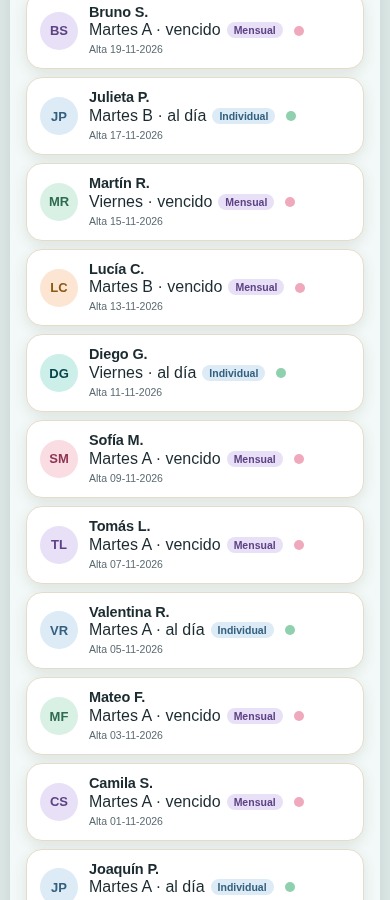 Bruno S.
BS Martes A · vencido Mensual
Alta 19-11-2026
Julieta P.
JP Martes B · al día Individual
Alta 17-11-2026
Martín R.
MR Viernes · vencido Mensual
Alta 15-11-2026
Lucía C.
LC Martes B · vencido Mensual
Alta 13-11-2026
Diego G.
DG Viernes · al día Individual
Alta 11-11-2026
Sofía M.
SM Martes A · vencido Mensual
Alta 09-11-2026
Tomás L.
TL Martes A · vencido Mensual
Alta 07-11-2026
Valentina R.
VR Martes A · al día Individual
Alta 05-11-2026
Mateo F.
MF Martes A · vencido Mensual
Alta 03-11-2026
Camila S.
CS Martes A · vencido Mensual
Alta 01-11-2026
Joaquín P.
JP Martes A · al día Individual